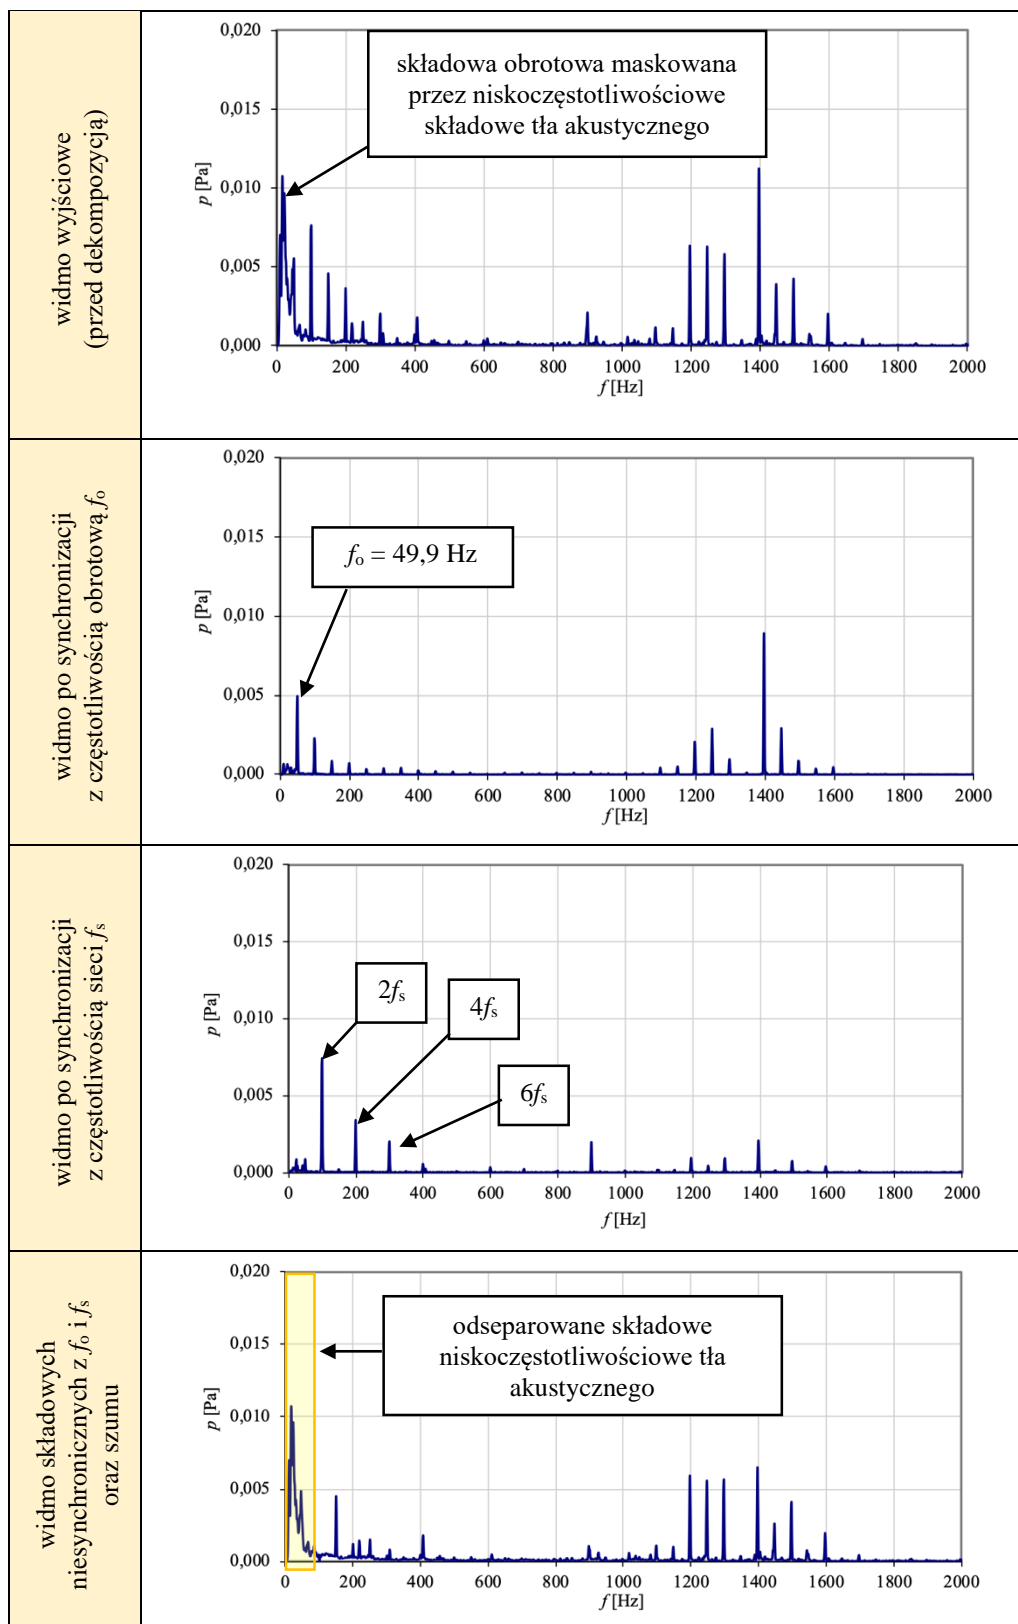 widmo wyjściowe
(przed dekompozycją)
0,020
0,015
0,010
0,005
0,000
p [Pa]
składowa obrotowa maskowana
przez niskoczęstotliwościowe
składowe tła akustycznego
0 200 400 600 800 1000 1200 1400 1600 1800 2000
f [Hz]
widmo po synchronizacji
z częstotliwością obrotową fo
0,020
0,015
0,010
0,005
0,000
p [Pa]
fo = 49,9 Hz
0 200 400 600 800 1000 1200 1400 1600 1800 2000
f [Hz]
widmo po synchronizacji
z częstotliwością sieci fs
0,020
0,015
0,010
0,005
0,000
p [Pa]
2fs
4fs
6fs
0 200 400 600 800 1000 1200 1400 1600 1800 2000
f [Hz]
widmo składowych
niesynchronicznych z fo i fs
oraz szumu
0,020
0,015
0,010
0,005
0,000
p [Pa]
odseparowane składowe
niskoczęstotliwościowe tła
akustycznego
0 200 400 600 800 1000 1200 1400 1600 1800 2000
f [Hz]